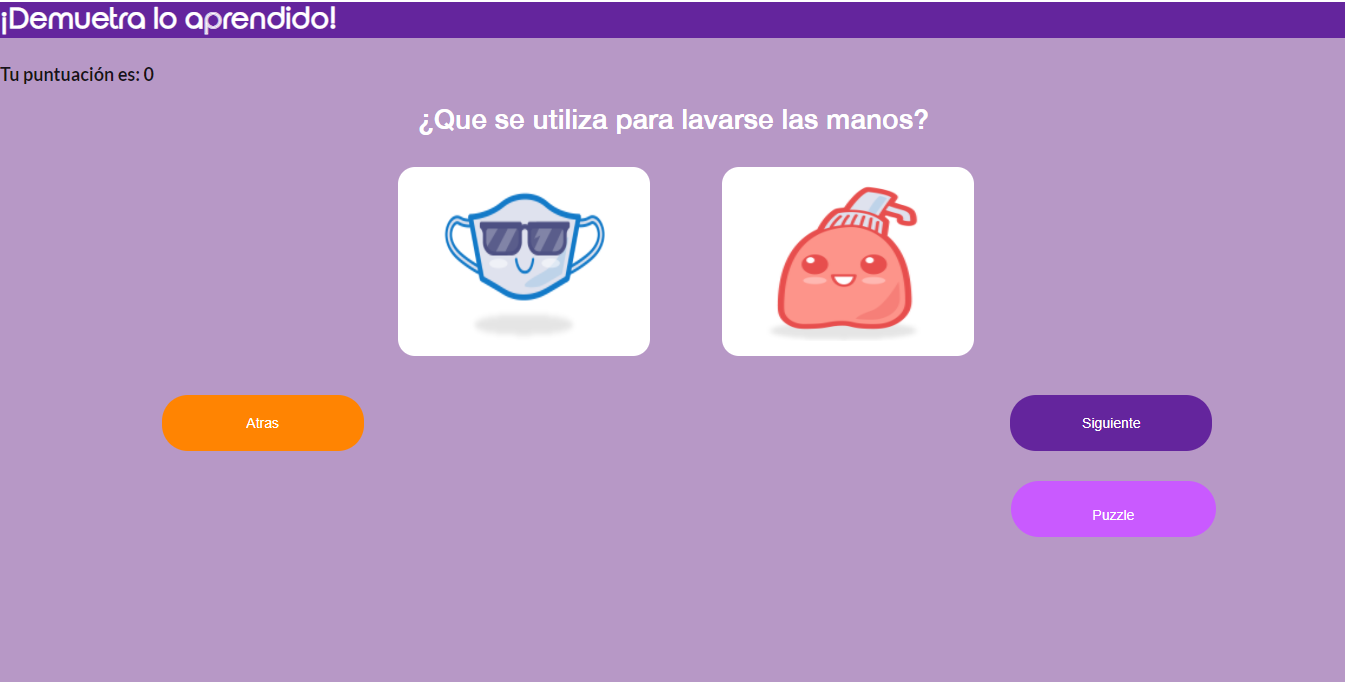 ¡Demuetra lo aprendido!
Tu puntuación es: 0
¿Que se utiliza para lavarse las manos?
Atras
Siguiente
Puzzle